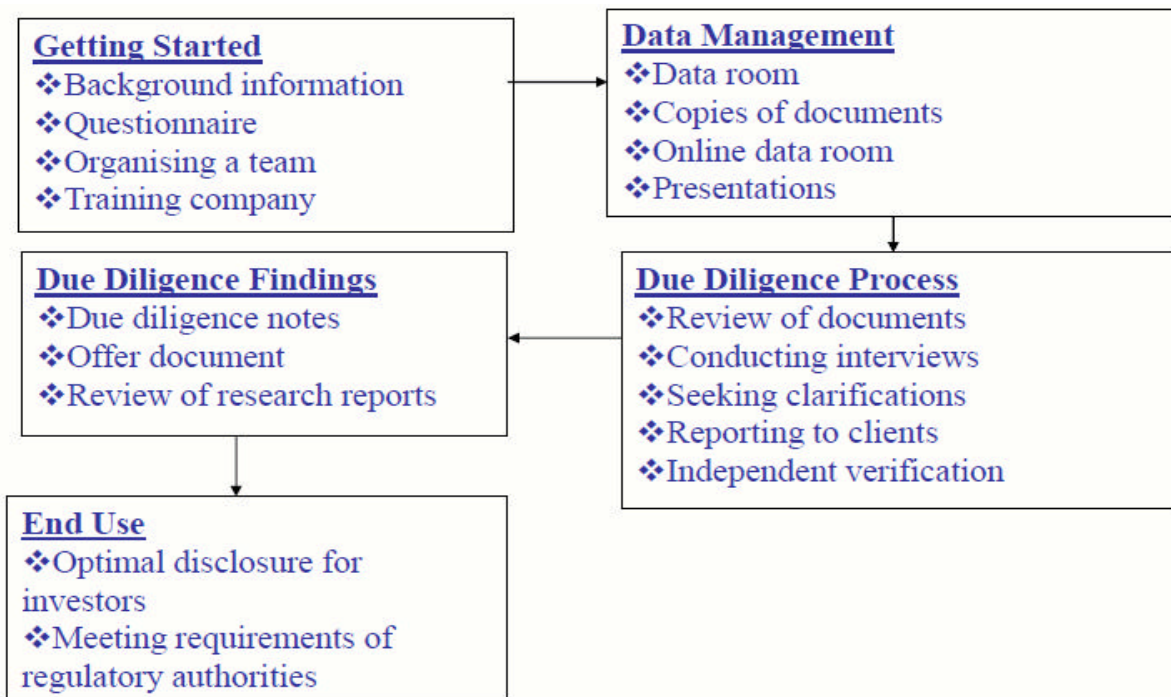 Getting Started
❖Background information
❖Questionnaire
❖Organising a team
❖Training company
Data Management
❖Data room
❖Copies of documents
❖Online data room
❖Presentations
Due Diligence Process
❖Review of documents
❖Conducting interviews
❖Seeking clarifications
❖Reporting to clients
❖Independent verification
Due Diligence Findings
❖Due diligence notes
❖Offer document
❖Review of research reports
End Use
❖Optimal disclosure for
investors
❖Meeting requirements of
regulatory authorities